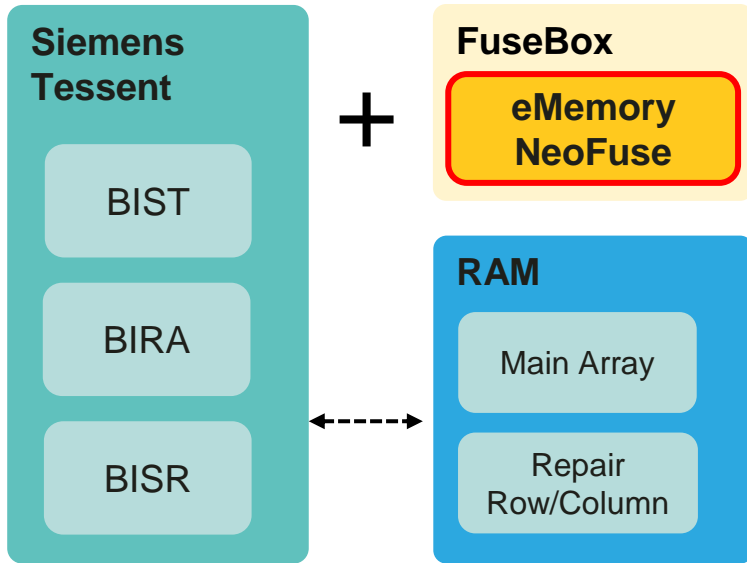 Siemens
Tessent
BIST
BIRA
BISR
+
FuseBox
eMemory
NeoFuse
RAM
Main Array
Repair
Row/Column